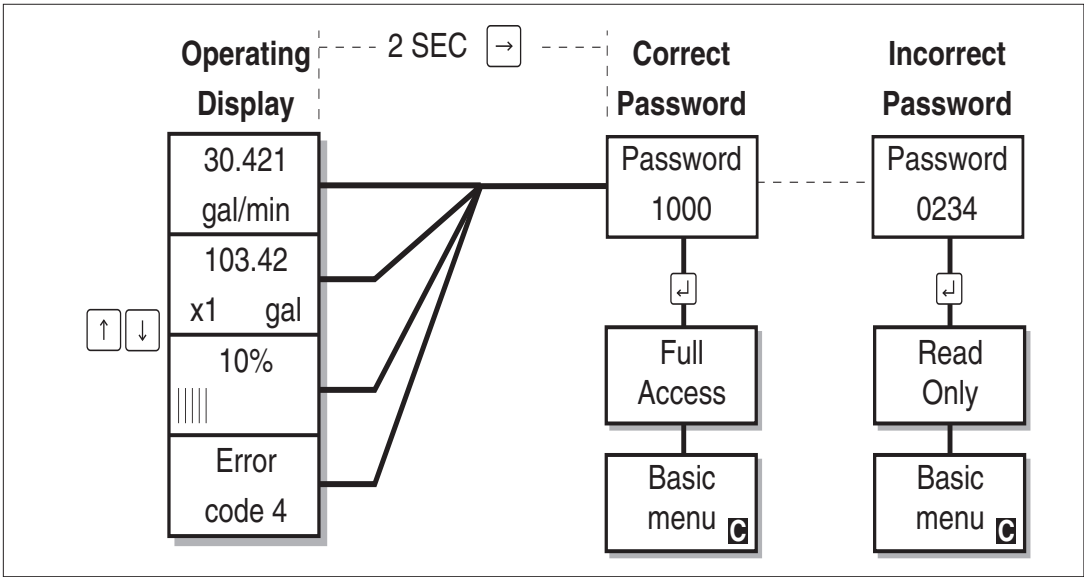 Operating
Display
2 SEC →
Correct
Password
Incorrect
Password
30.421
gal/min
103.42
x1 gal
10%
Error
code 4
↑ ↓
Password
1000
↵
Full
Access
Basic
menu C
Password
0234
↵
Read
Only
Basic
menu C